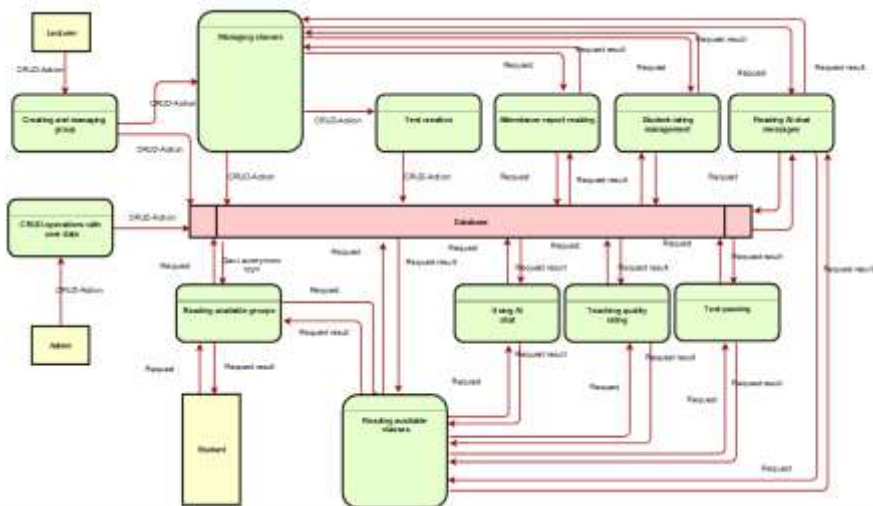 Lecturer
Managing classes
Request result
Request
Request result
Request
Request
Request result
CRUD-Action
CRUD-Action
Creating and managing
group
CRUD-Action
Test creation
Attendance report making
Student rating
management
Reading AI chat
messages
CRUD-Action
CRUD-Action
CRUD-Action
Request
Request result
Request
CRUD operations with
user data
CRUD-Action
Database
Request
Request result
Request
Request result
Request
Request result
Request
Request result
Request
Request result
CRUD-Action
Reading available groups
Request
Request result
Using AI
chat
Teaching quality
rating
Test passing
Admin
Request
Request result
Request
Request result
Request
Request result
Request
Request result
Student
Reading available
classes
Request